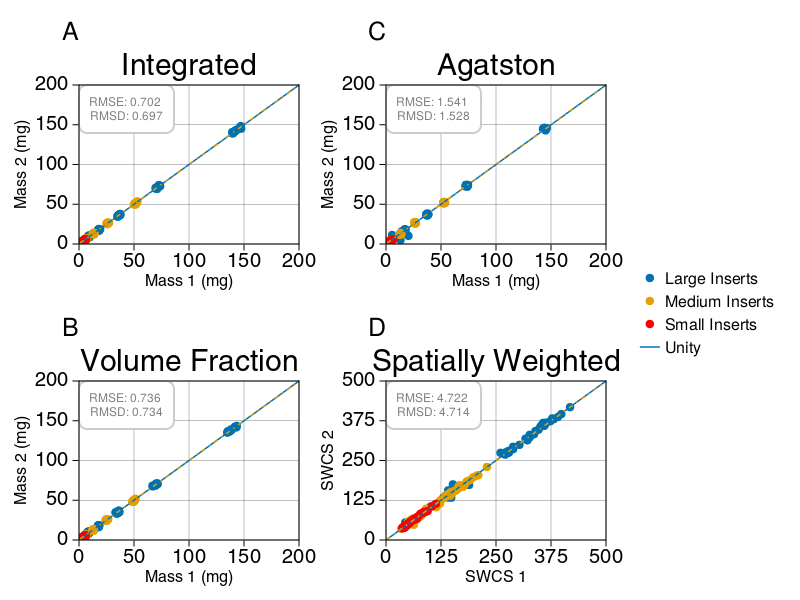 A
Integrated
RMSE: 0.702
RMSD: 0.697
Mass 2 (mg)
200
150
100
50
0
0 50 100 150 200
Mass 1 (mg)
C
Agatston
RMSE: 1.541
RMSD: 1.528
Mass 2 (mg)
200
150
100
50
0
0 50 100 150 200
Mass 1 (mg)
B
Volume Fraction
RMSE: 0.736
RMSD: 0.734
Mass 2 (mg)
200
150
100
50
0
0 50 100 150 200
Mass 1 (mg)
D
Spatially Weighted
RMSE: 4.722
RMSD: 4.714
SWCS 2
500
375
250
125
0
0 125 250 375 500
SWCS 1
Large Inserts
Medium Inserts
Small Inserts
Unity